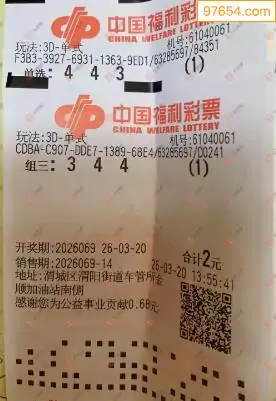 97654.com
中国福利彩票
CHINA WELFARE LOTTERY
玩法:3D-单式 机号:61040061
F3B3-3927-6931-1363-9ED1/63285697/84351
单选: 4 4 3 (1)
中国福利彩票
CHINA WELFARE LOTTERY
玩法:3D-单式 机号:61040061
CDBA-C907-DDE7-1389-68E4/63285697/D0241
组三: 3 4 4 (1)
开奖期:2026069 26-03-20 合计2元
销售期:2026069-14 26-03-20 13:55:41
地址:渭城区渭阳街道车管所金
顺加油站南侧
感谢您为公益事业贡献0.68元